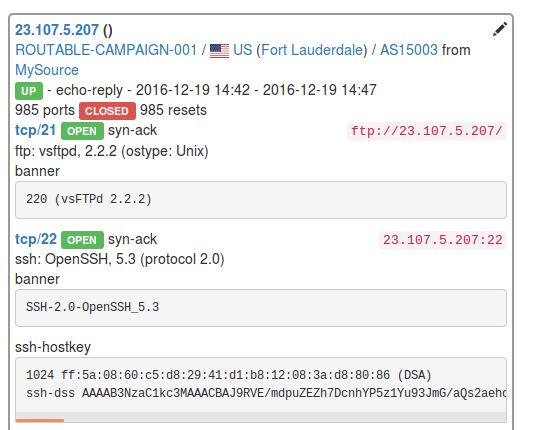 23.107.5.207 ()
ROUTABLE-CAMPAIGN-001 / US (Fort Lauderdale) / AS15003 from
MySource
UP - echo-reply - 2016-12-19 14:42 - 2016-12-19 14:47
985 ports CLOSED 985 resets
tcp/21 OPEN syn-ack ftp://23.107.5.207/
ftp: vsftpd, 2.2.2 (ostype: Unix)
banner
220 (vsFTPd 2.2.2)
tcp/22 OPEN syn-ack 23.107.5.207:22
ssh: OpenSSH, 5.3 (protocol 2.0)
banner
SSH-2.0-OpenSSH_5.3
ssh-hostkey
1024 ff:5a:08:60:c5:d8:29:41:d1:b8:12:08:3a:d8:80:86 (DSA)
ssh-dss AAAAB3NzaC1kc3MAAACBAJ9RVE/mdpuZEZh7DcnhYP5z1Yu93JmG/aQs2aehc